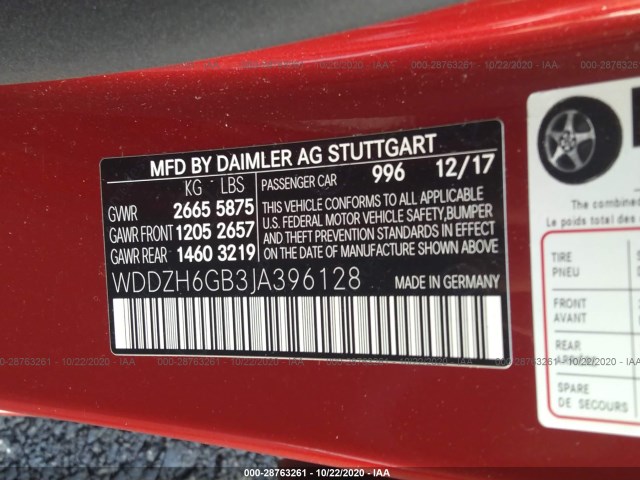 MFD BY DAIMLER AG STUTTGART
KG LBS PASSENGER CAR 996 12/17
GVWR 2665 5875
GAWR FRONT 1205 2657
GAWR REAR 1460 3219
THIS VEHICLE CONFORMS TO ALL APPLICABLE
U.S. FEDERAL MOTOR VEHICLE SAFETY,BUMPER
AND THEFT PREVENTION STANDARDS IN EFFECT
ON THE DATE OF MANUFACTURE SHOWN ABOVE.
WDDZH6GB3JA396128 MADE IN GERMANY
The combined
Le poids total des
TIRE
PNEU
FRONT
AVANT
REAR
ARRIÈRE
SPARE
DE SECOURS
000-28763261 - 10/22/2020 - IAA